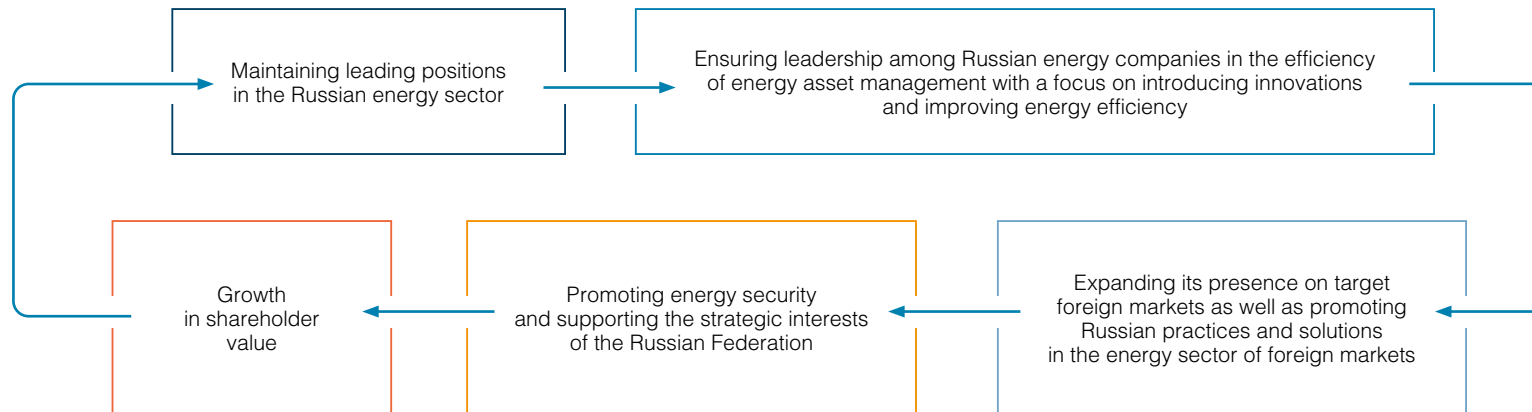 Maintaining leading positions
in the Russian energy sector
Ensuring leadership among Russian energy companies in the efficiency
of energy asset management with a focus on introducing innovations
and improving energy efficiency
Expanding its presence on target
foreign markets as well as promoting
Russian practices and solutions
in the energy sector of foreign markets
Promoting energy security
and supporting the strategic interests
of the Russian Federation
Growth
in shareholder
value